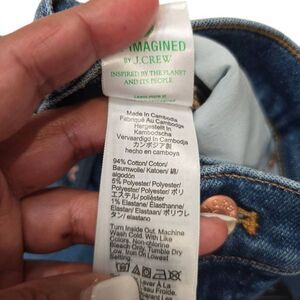 IMAGINED
BY J.CREW
INSPIRED BY THE PLANET
AND ITS PEOPLE
Made In Cambodia
Fabriqué Au Cambodge
Hergestellt In
Kambodscha
Vervaardigd In Cambodja
カンボジア製
hecho en camboya
94% Cotton/Coton/
Baumwolle/Katoen/綿/
algodón
5% Polyester/Polyester/
Polyester/Polyester/ポリ
エステル/poliéster
1% Elastane/Élasthanne/
Elastan/Elastaan/ポリウレ
タン/elastano
Turn Inside Out. Machine
Wash Cold. With Like
Colors. Non-chlorine
Bleach Only. Tumble Dry
Low. Iron On Lowest
Setting.
Laver À La